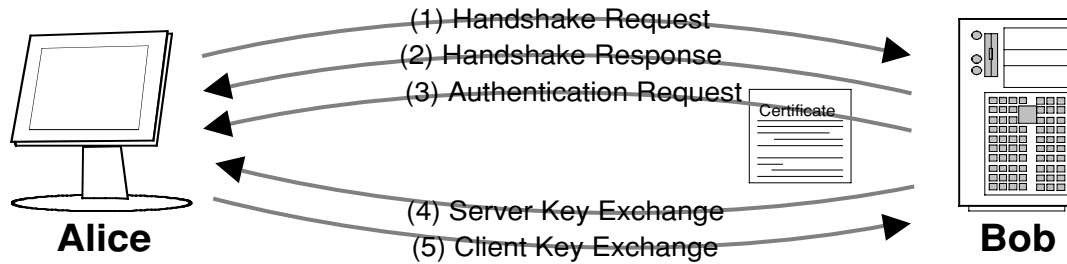 (1) Handshake Request
(2) Handshake Response
(3) Authentication Request
Certificate
(4) Server Key Exchange
(5) Client Key Exchange
Alice
Bob